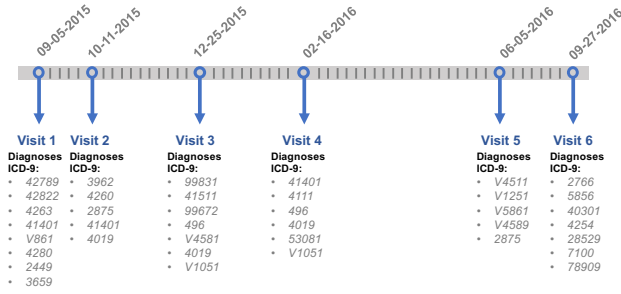 09-05-2015
10-11-2015
12-25-2015
02-16-2016
06-05-2016
09-27-2016
Visit 1
Diagnoses
ICD-9:
• 42789
• 42822
• 4263
• 41401
• V861
• 4280
• 2449
• 3659
Visit 2
Diagnoses
ICD-9:
• 3962
• 4260
• 2875
• 41401
• 4019
Visit 3
Diagnoses
ICD-9:
• 99831
• 41511
• 99672
• 496
• V4581
• 4019
• V1051
Visit 4
Diagnoses
ICD-9:
• 41401
• 4111
• 496
• 4019
• 53081
• V1051
Visit 5
Diagnoses
ICD-9:
• V4511
• V1251
• V5861
• V4589
• 2875
Visit 6
Diagnoses
ICD-9:
• 2766
• 5856
• 40301
• 4254
• 28529
• 7100
• 78909